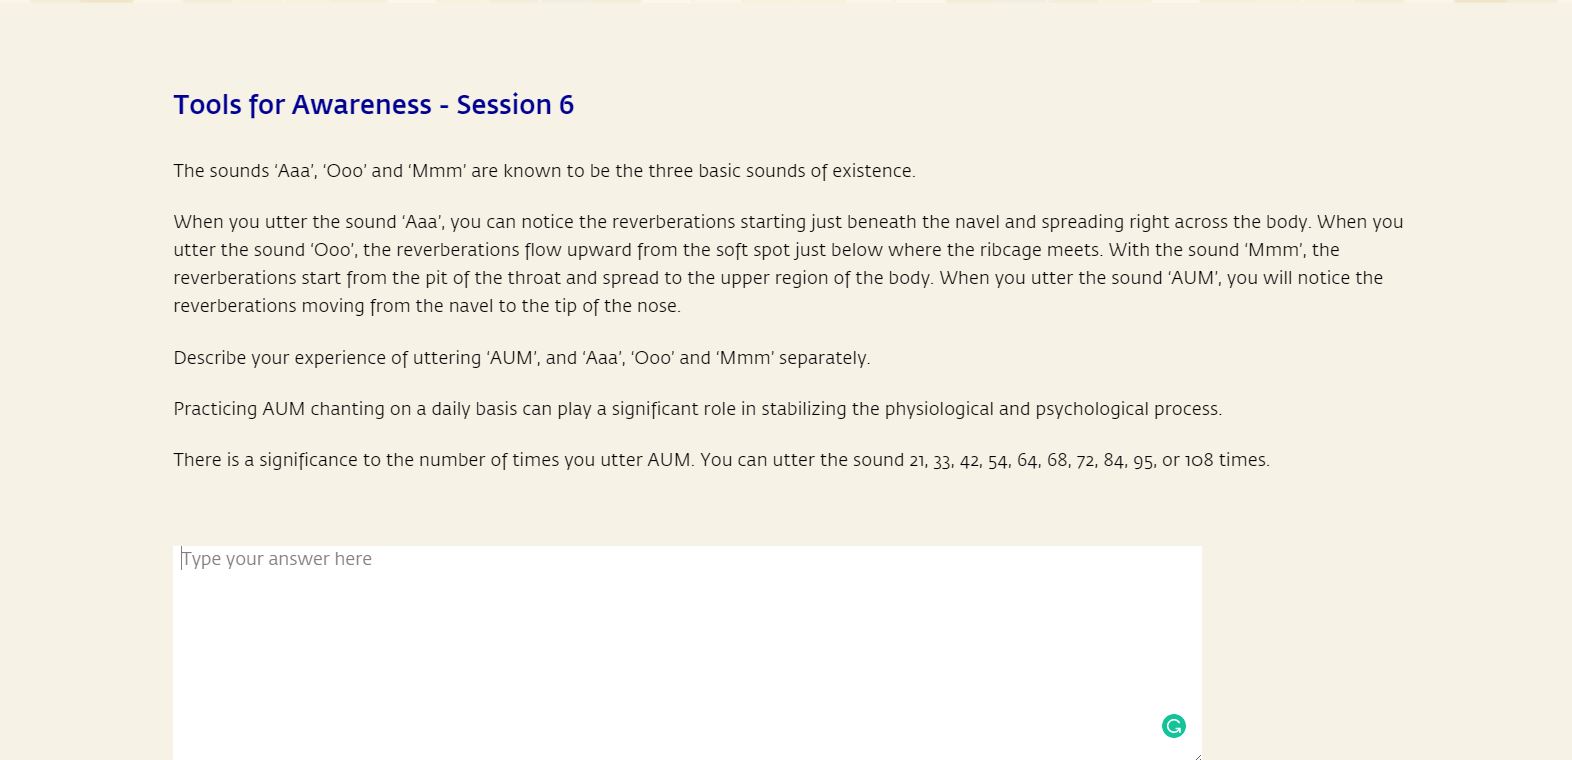 Tools for Awareness - Session 6
The sounds ‘Aaa’, ‘Ooo’ and ‘Mmm’ are known to be the three basic sounds of existence.
When you utter the sound ‘Aaa’, you can notice the reverberations starting just beneath the navel and spreading right across the body. When you
utter the sound ‘Ooo’, the reverberations flow upward from the soft spot just below where the ribcage meets. With the sound ‘Mmm’, the
reverberations start from the pit of the throat and spread to the upper region of the body. When you utter the sound ‘AUM’, you will notice the
reverberations moving from the navel to the tip of the nose.
Describe your experience of uttering ‘AUM’, and ‘Aaa’, ‘Ooo’ and ‘Mmm’ separately.
Practicing AUM chanting on a daily basis can play a significant role in stabilizing the physiological and psychological process.
There is a significance to the number of times you utter AUM. You can utter the sound 21, 33, 42, 54, 64, 68, 72, 84, 95, or 108 times.
Type your answer here